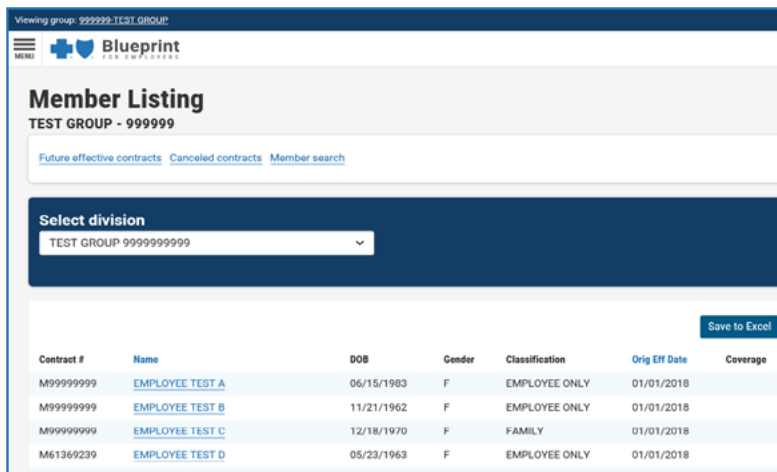 Viewing group: 999999-TEST GROUP
MENU
Blueprint
FOR EMPLOYERS
Member Listing
TEST GROUP - 999999
Future effective contracts Canceled contracts Member search
Select division
TEST GROUP 9999999999
Save to Excel
Contract # Name DOB Gender Classification Orig Eff Date Coverage
M99999999 EMPLOYEE TEST A 06/15/1983 F EMPLOYEE ONLY 01/01/2018
M99999999 EMPLOYEE TEST B 11/21/1962 F EMPLOYEE ONLY 01/01/2018
M99999999 EMPLOYEE TEST C 12/18/1970 F FAMILY 01/01/2018
M61369239 EMPLOYEE TEST D 05/23/1963 F EMPLOYEE ONLY 01/01/2018